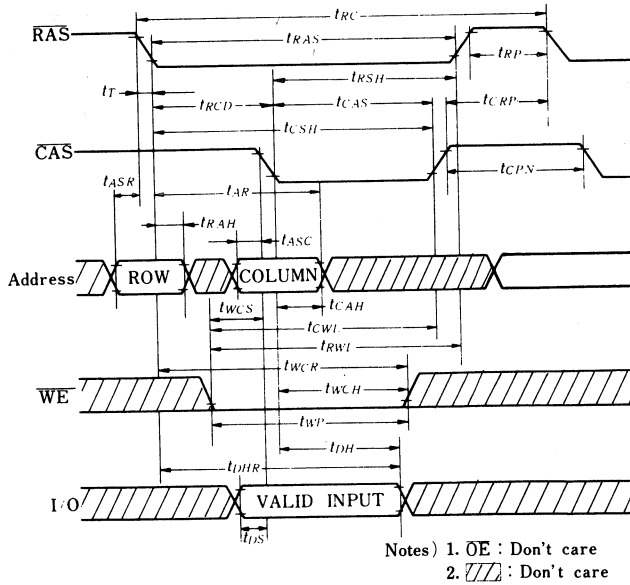 tRC
RAS
tRAS
tRP
tRSH
tT
tRCD
tCAS
tCRP
tCSH
CAS
tASR
tAR
tCPN
tRAH
tASC
Address
ROW
COLUMN
tWCS
tCAH
tCWL
tRWL
tWCR
WE
tWCH
tWP
tDH
tDHR
I/O
VALID INPUT
tDS
Notes) 1. OE : Don't care
2. : Don't care